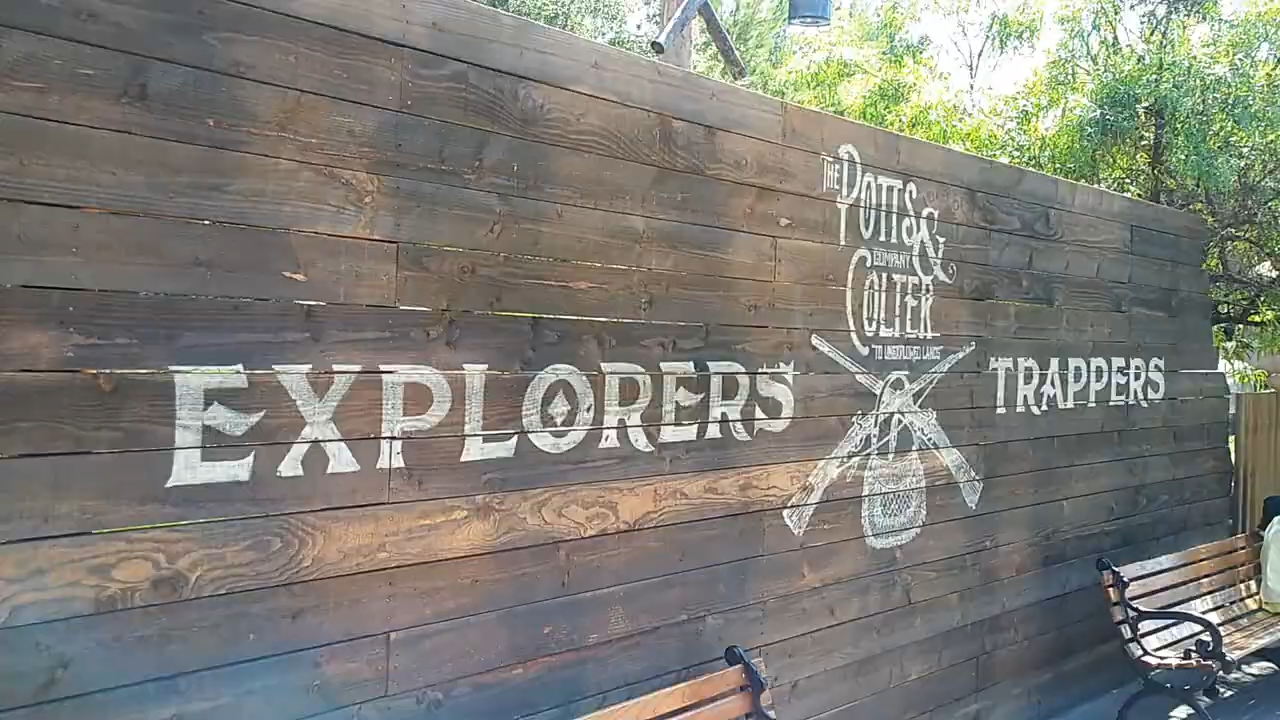 THE POTTS &
COMPANY
COLTER
"TO UNEXPLORED LANDS"
EXPLORERS TRAPPERS